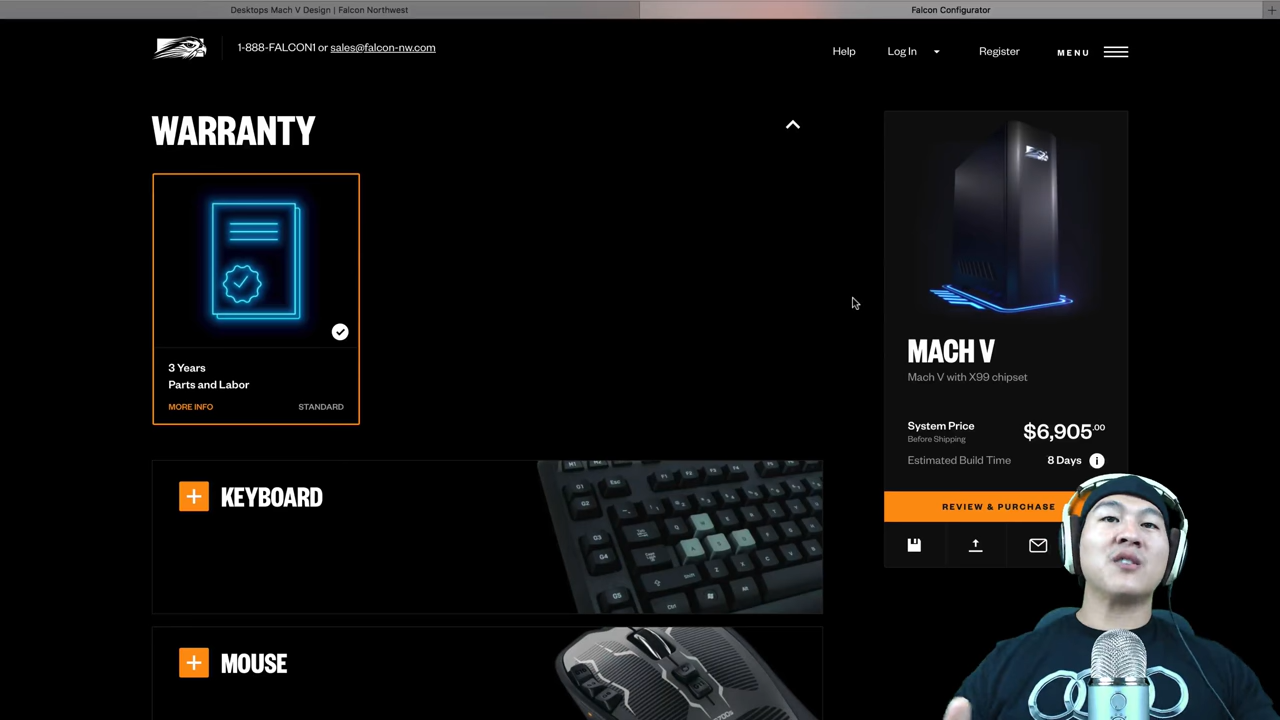 Desktops Mach V Design | Falcon Northwest
Falcon Configurator
1-888-FALCON1 or sales@falcon-nw.com
Help
Log In
Register
MENU
WARRANTY
3 Years
Parts and Labor
MORE INFO
STANDARD
MACH V
Mach V with X99 chipset
System Price
$6,905.00
Before Shipping
Estimated Build Time
8 Days
REVIEW & PURCHASE
KEYBOARD
MOUSE